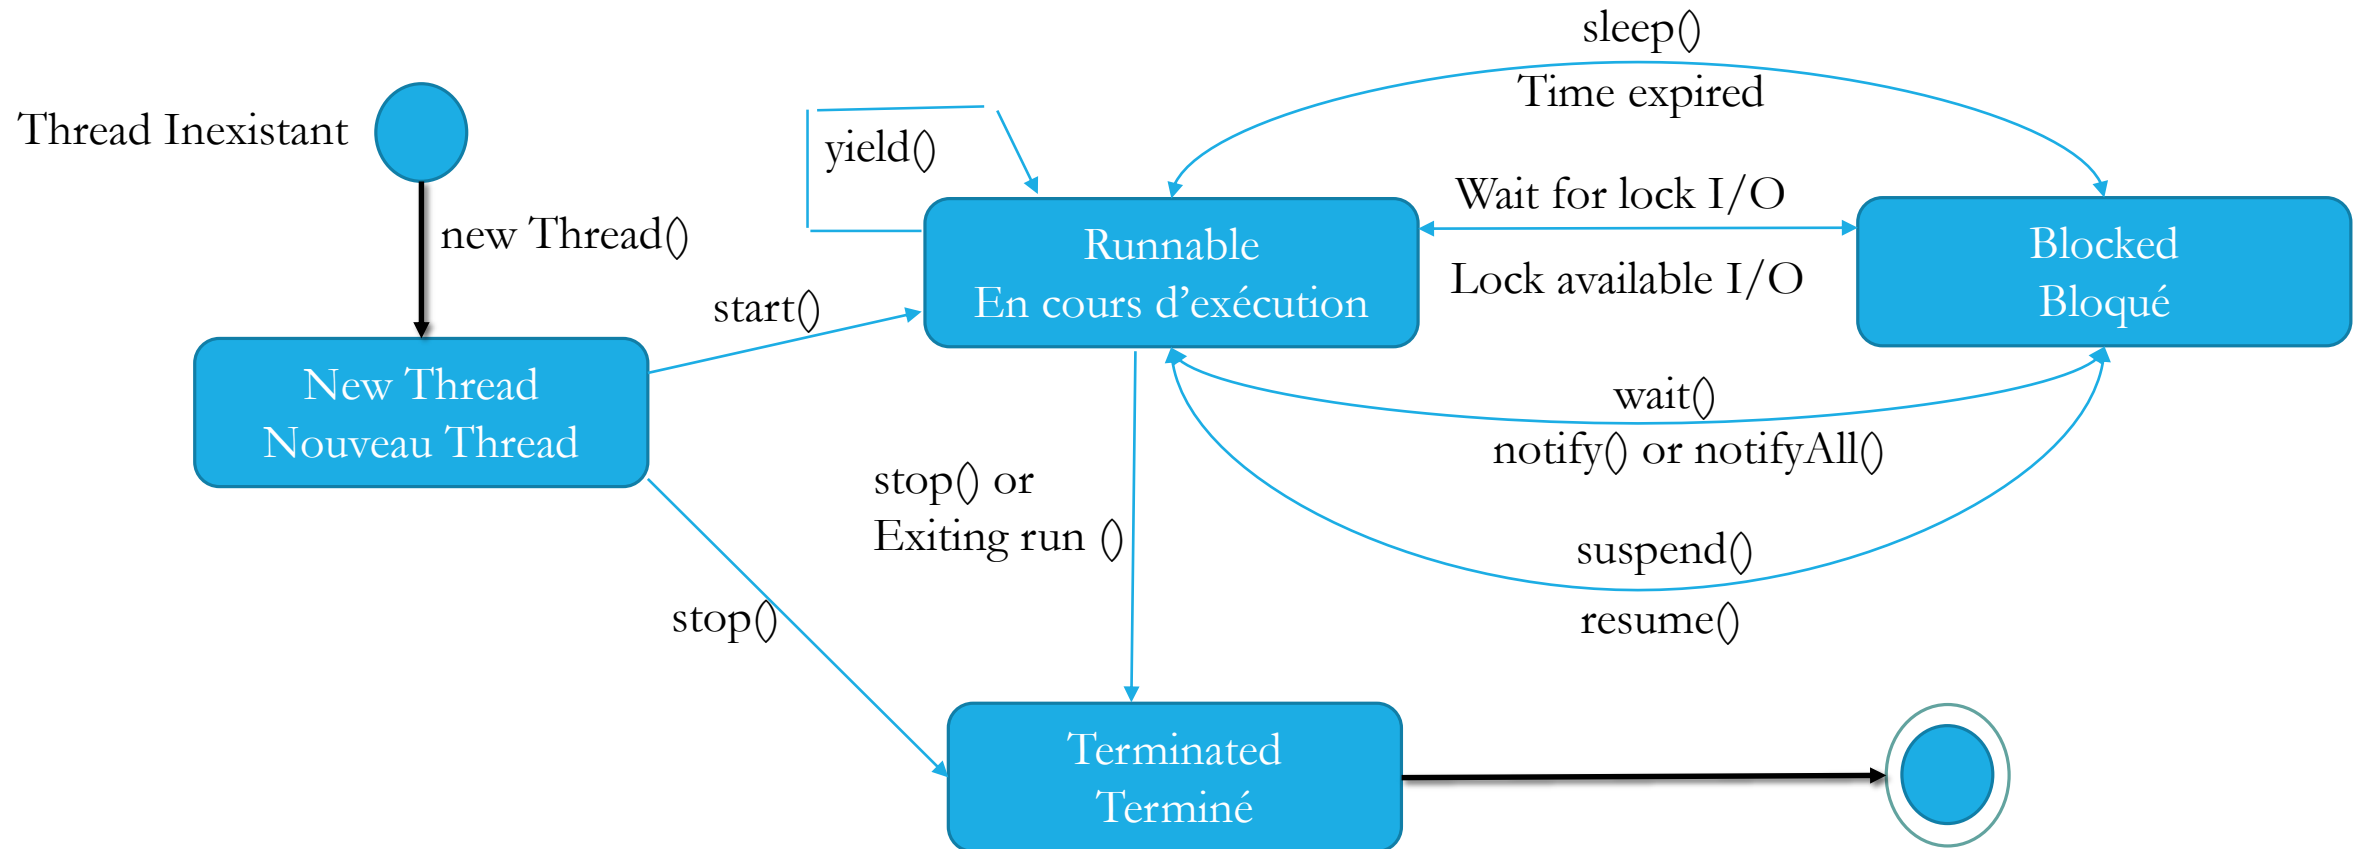 sleep()
Time expired
Thread Inexistant
yield()
new Thread()
Wait for lock I/O
Runnable
En cours d’exécution
Blocked
Bloqué
Lock available I/O
start()
New Thread
Nouveau Thread
wait()
notify() or notifyAll()
stop() or
Exiting run ()
suspend()
resume()
stop()
Terminated
Terminé